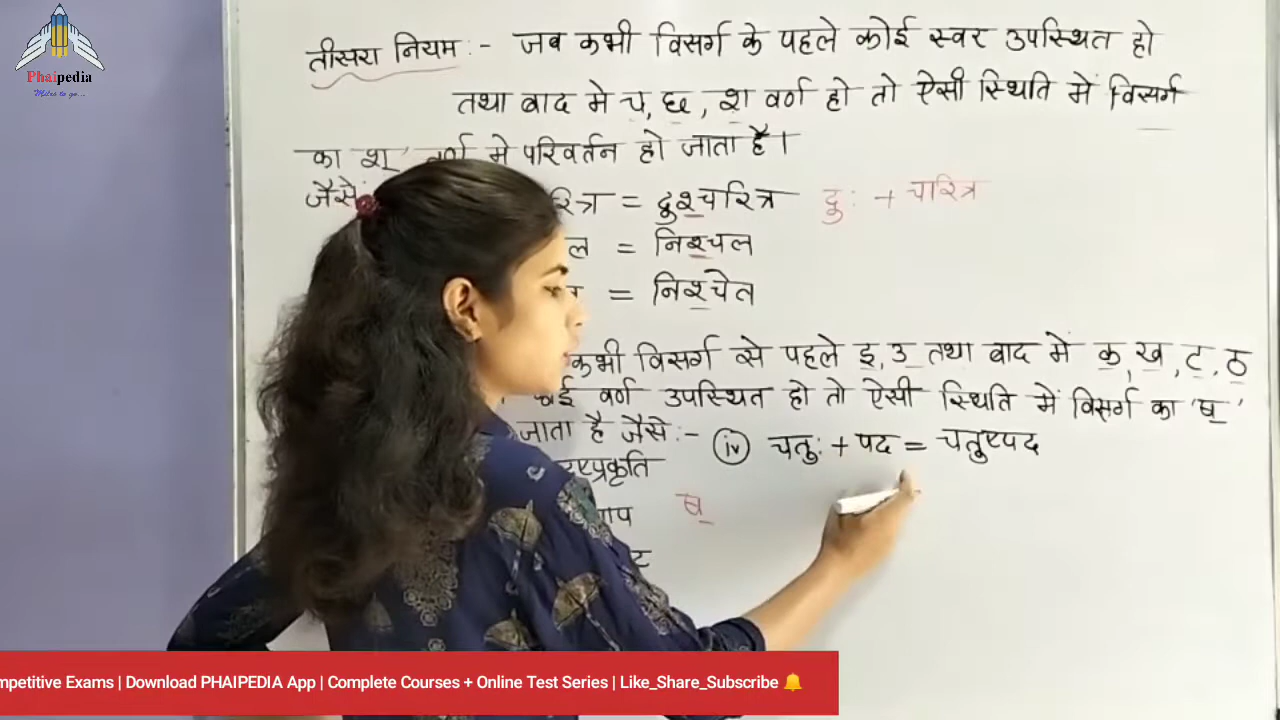 Phaipedia
तीसरा नियम :- जब कभी विसर्ग के पहले कोई स्वर उपस्थित हो
तथा बाद मे च, छ, श वर्ण हो तो ऐसी स्थिति में विसर्ग
का श् वर्ण मे परिवर्तन हो जाता है।
जैसे = दुश्चारित्र दुः + चारित्र
ल = निश्चल
= निश्चेत
कभी विसर्ग से पहले इ, उ तथा बाद में क, ख, ट, ठ
वर्ण उपस्थित हो तो ऐसी स्थिति में विसर्ग का 'ष्'
जाता है जैसे :- (iv) चतुः + पद = चतुष्पद
ष्प्रकृति
ष्
mpetitive Exams | Download PHAIPEDIA App | Complete Courses + Online Test Series | Like_Share_Subscribe